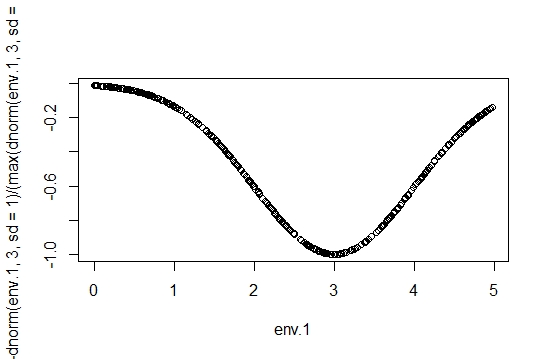 -dnorm(env.1, 3, sd = 1)/(max(dnorm(env.1, 3, sd =
-0.2
-0.6
-1.0
0 1 2 3 4 5
env.1